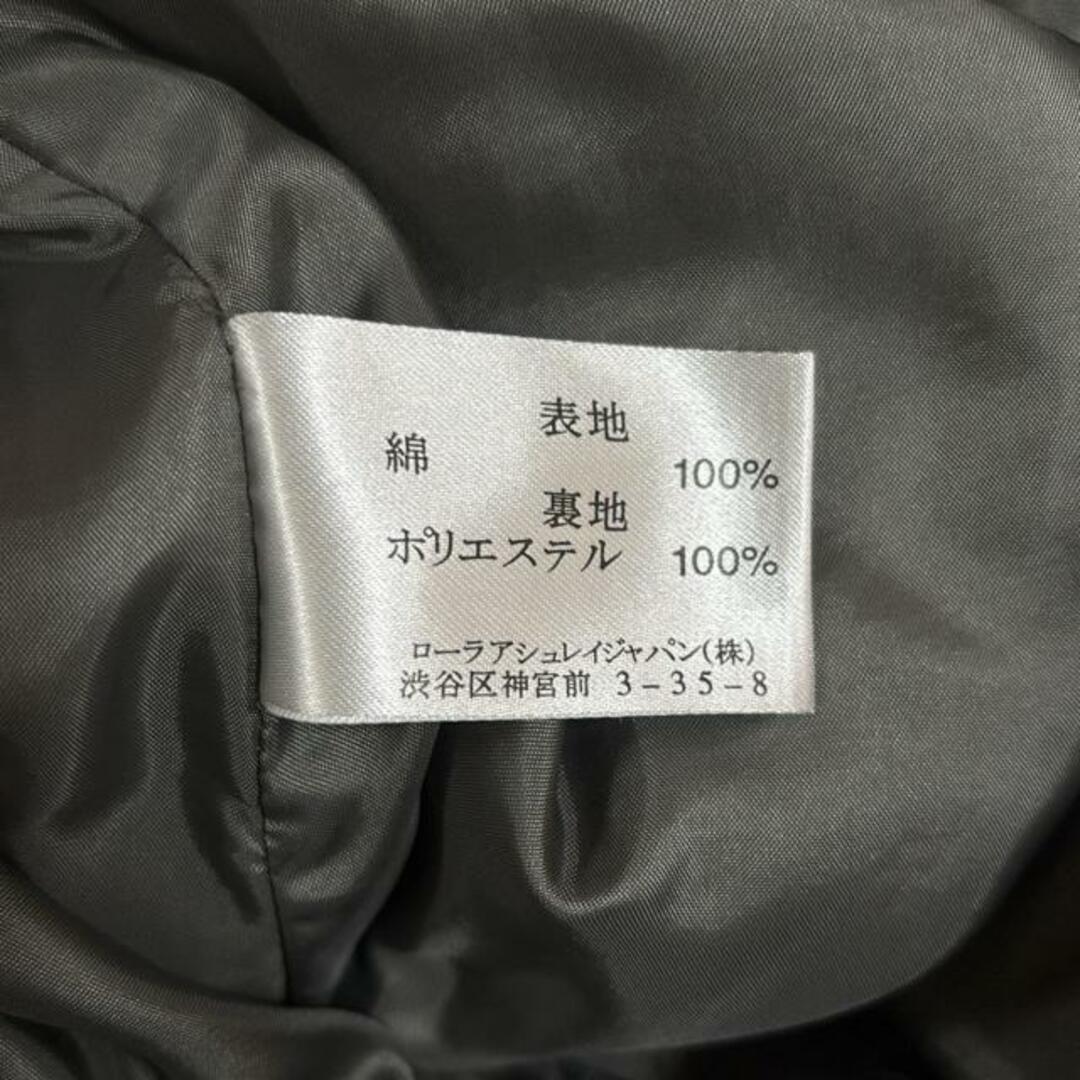 表地
綿 100%
裏地
ポリエステル 100%
ローラアシュレイジャパン(株)
渋谷区神宮前 3-35-8